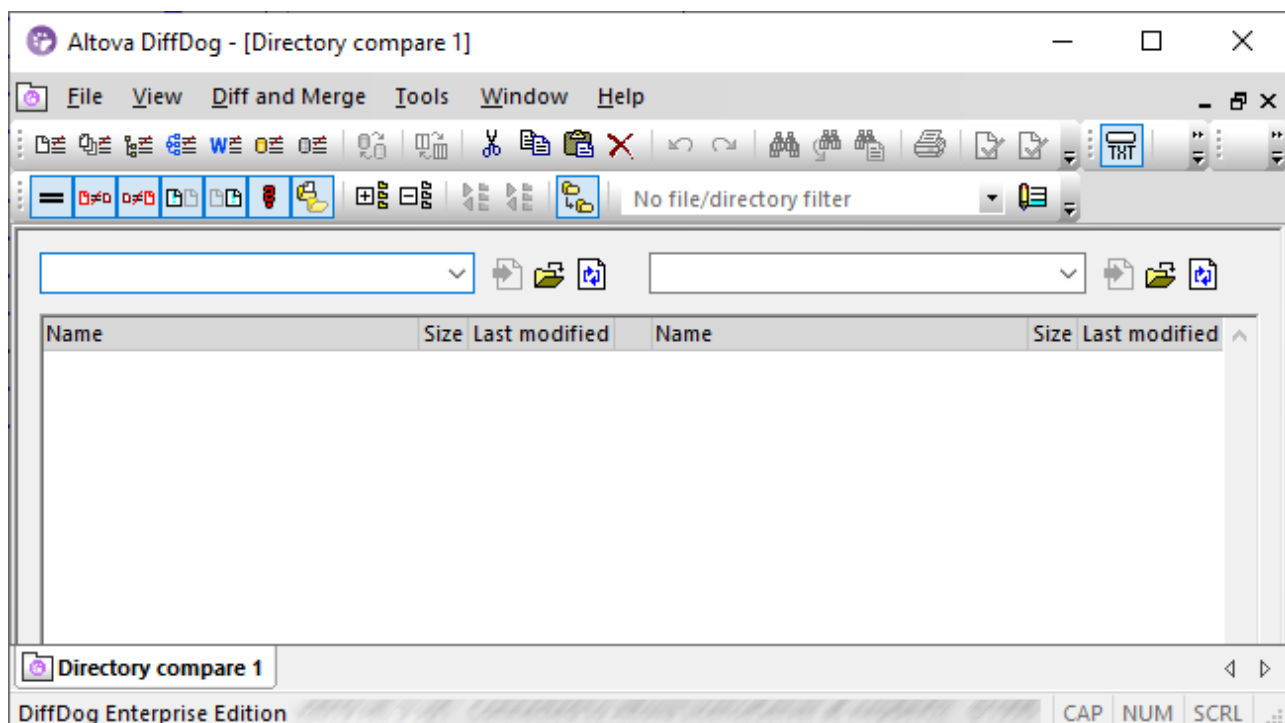 Altova DiffDog - [Directory compare 1]
File View Diff and Merge Tools Window Help
TXT
No file/directory filter
Name Size Last modified Name Size Last modified
Directory compare 1
DiffDog Enterprise Edition CAP NUM SCRL